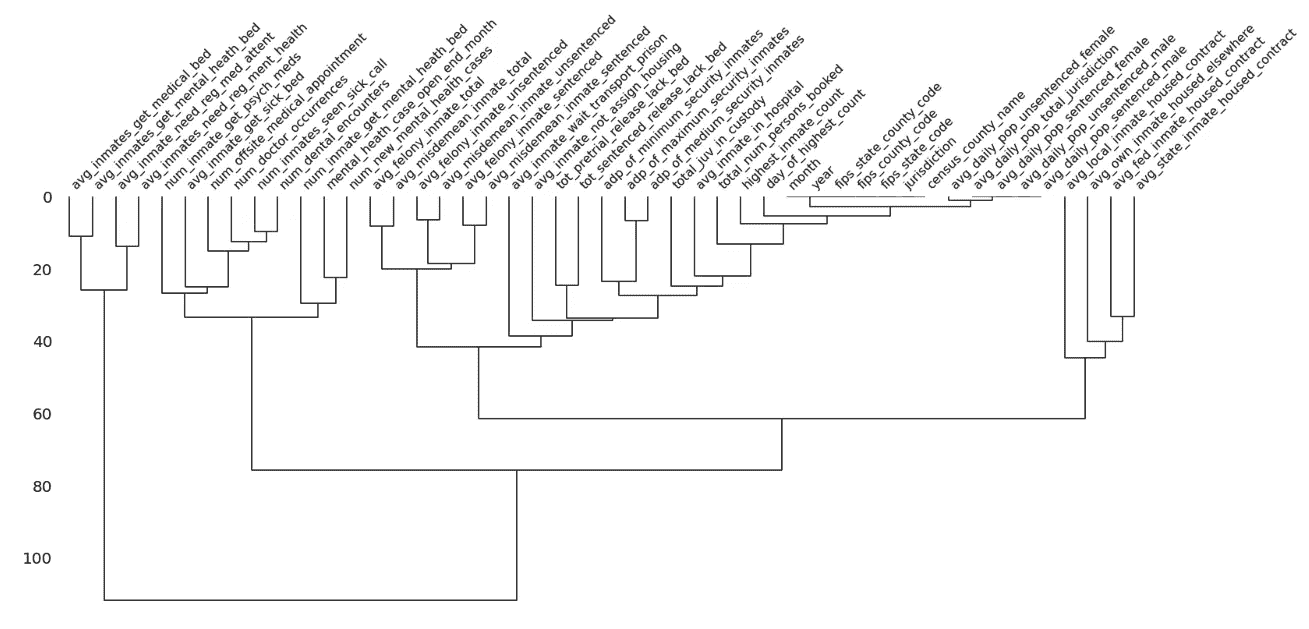 avg_inmates_get_medical_bed
avg_inmates_get_mental_heath_bed
avg_inmate_need_reg_med_attent
avg_inmates_need_reg_ment_health
num_inmate_get_psych_meds
avg_inmate_get_sick_bed
num_offsite_medical_appointment
num_doctor_occurrences
num_inmates_seen_sick_call
num_dental_encounters
num_inmate_get_mental_heath_bed
mental_heath_case_open_end_month
num_new_mental_health_cases
avg_felony_inmate_total
avg_misdemean_inmate_total
avg_felony_inmate_unsentenced
avg_misdemean_inmate_unsentenced
avg_felony_inmate_sentenced
avg_misdemean_inmate_sentenced
avg_inmate_wait_transport_prison
avg_inmate_not_assign_housing
tot_pretrial_release_lack_bed
tot_sentenced_release_lack_bed
adp_of_minimum_security_inmates
adp_of_maximum_security_inmates
adp_of_medium_security_inmates
total_juv_in_custody
avg_inmate_in_hospital
total_num_persons_booked
highest_inmate_count
day_of_highest_count
month
year
fips_state_county_code
fips_county_code
fips_state_code
jurisdiction
census_county_name
avg_daily_pop_unsentenced_female
avg_daily_pop_total_jurisdiction
avg_daily_pop_sentenced_female
avg_daily_pop_unsentenced_male
avg_daily_pop_sentenced_male
avg_local_inmate_housed_contract
avg_own_inmate_housed_elsewhere
avg_fed_inmate_housed_contract
avg_state_inmate_housed_contract
0
20
40
60
80
100